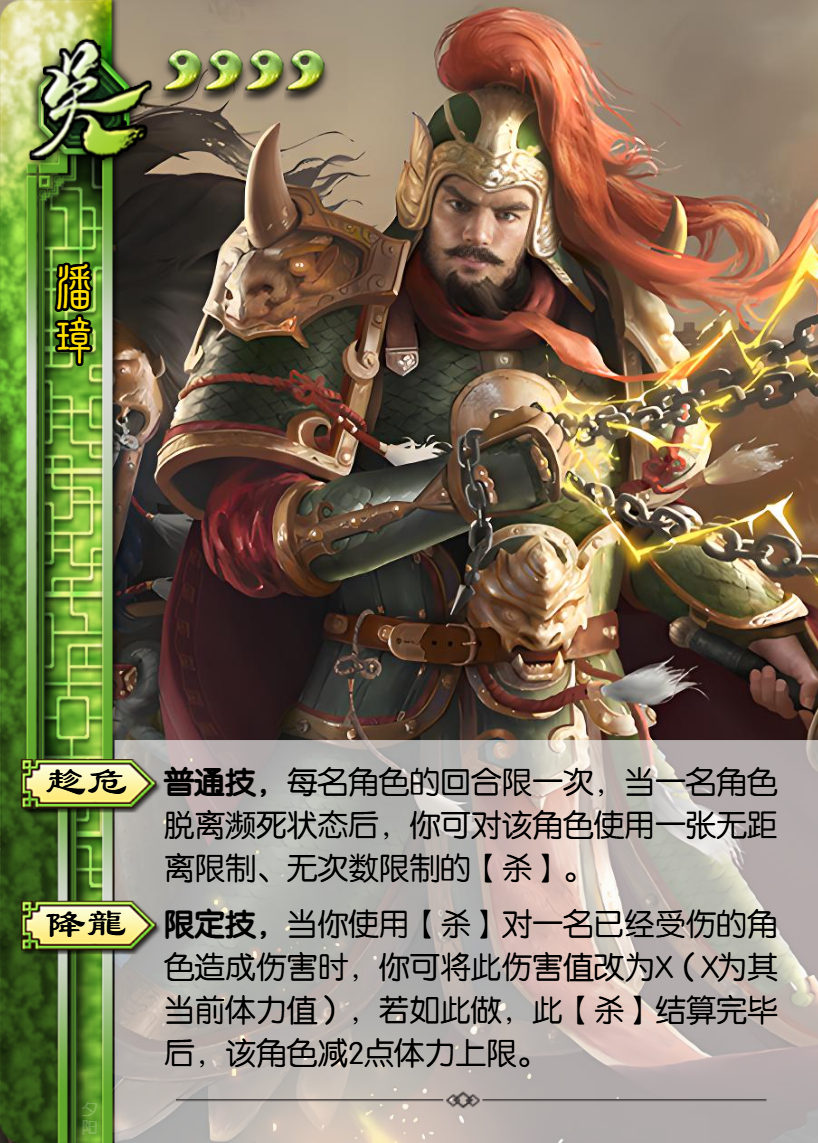 吴
潘璋
趁危
普通技，每名角色的回合限一次，当一名角色
脱离濒死状态后，你可对该角色使用一张无距
离限制、无次数限制的【杀】。
降龍
限定技，当你使用【杀】对一名已经受伤的角
色造成伤害时，你可将此伤害值改为X（X为其
当前体力值），若如此做，此【杀】结算完毕
后，该角色减2点体力上限。
夕阳